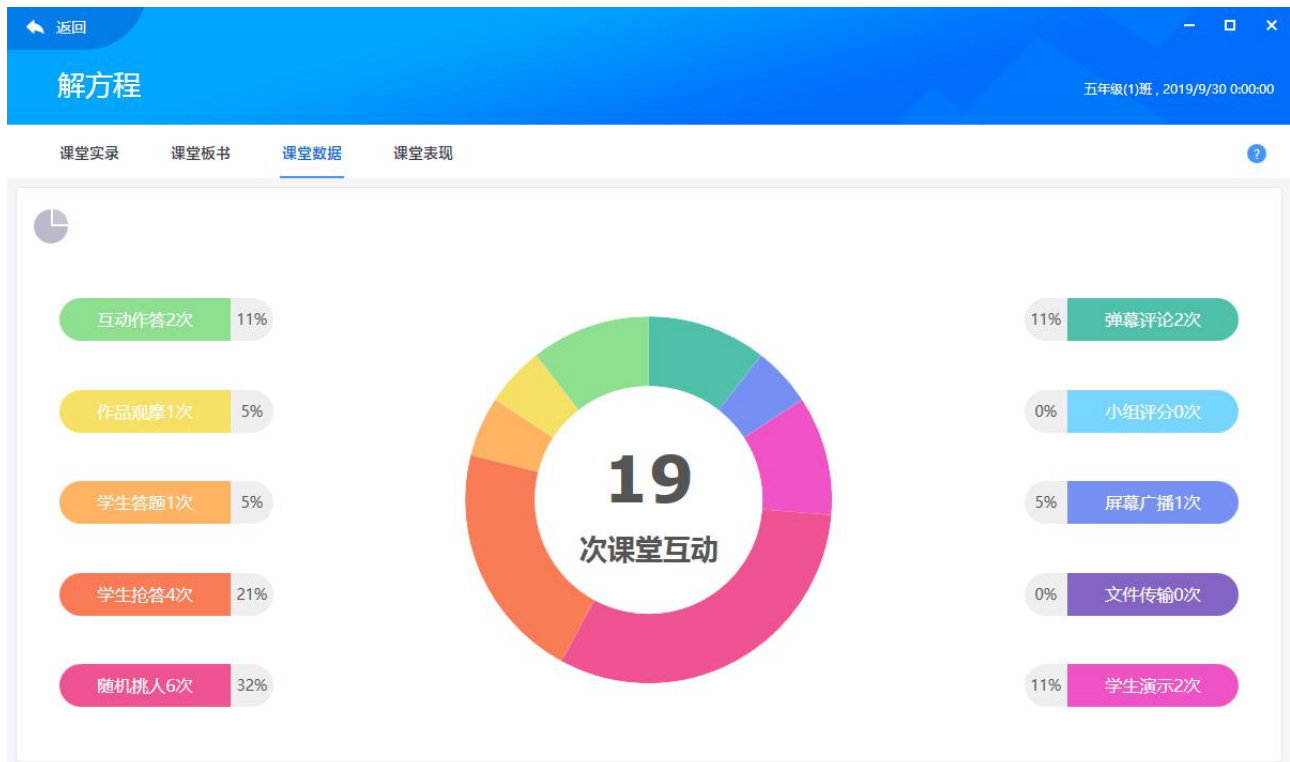 返回
解方程
五年级(1)班 , 2019/9/30 0:00:00
课堂实录 课堂板书 课堂数据 课堂表现
?
互动作答2次 11%
作品观摩1次 5%
学生答题1次 5%
学生抢答4次 21%
随机挑人6次 32%
19
次课堂互动
11% 弹幕评论2次
0% 小组评分0次
5% 屏幕广播1次
0% 文件传输0次
11% 学生演示2次